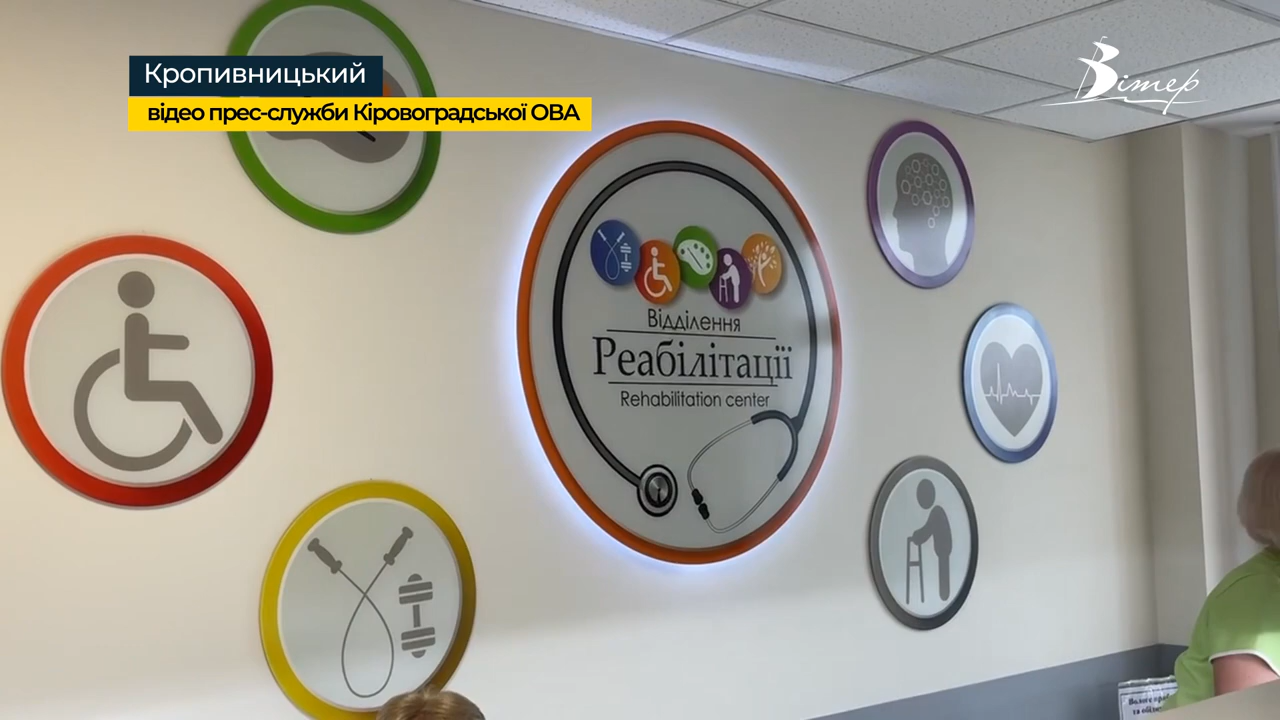 Кропивницький
відео прес-служби Кіровоградської ОВА
Вітер
Відділення
Реабілітації
Rehabilitation center